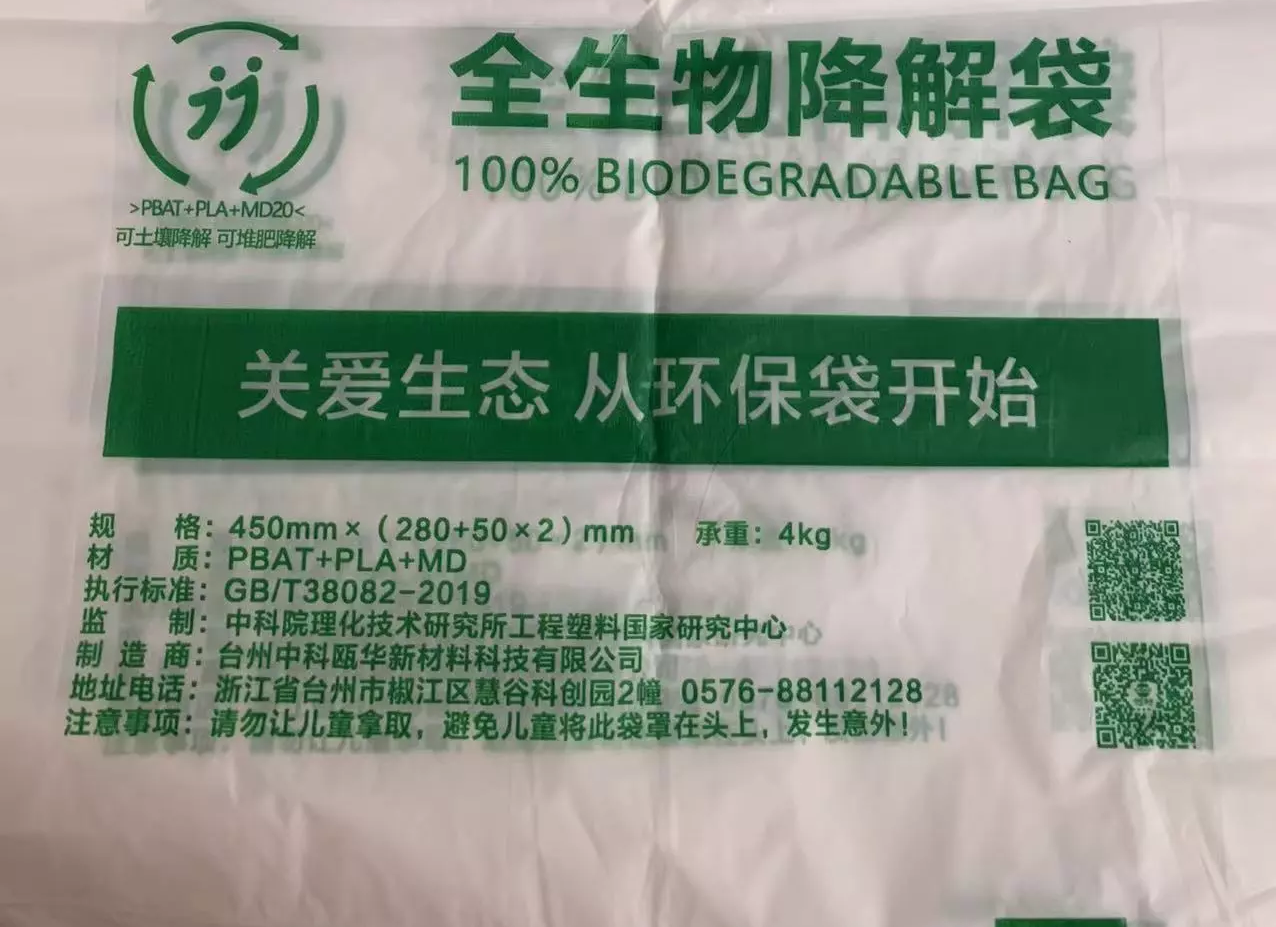 全生物降解袋
100% BIODEGRADABLE BAG
>PBAT+PLA+MD20<
可土壤降解 可堆肥降解
关爱生态 从环保袋开始
规 格：450mm×（280+50×2）mm 承重：4kg
材 质：PBAT+PLA+MD
执行标准：GB/T38082-2019
监 制：中科院理化技术研究所工程塑料国家研究中心
制 造 商：台州中科瓯华新材料科技有限公司
地址电话：浙江省台州市椒江区慧谷科创园2幢 0576-88112128
注意事项：请勿让儿童拿取，避免儿童将此袋罩在头上，发生意外！